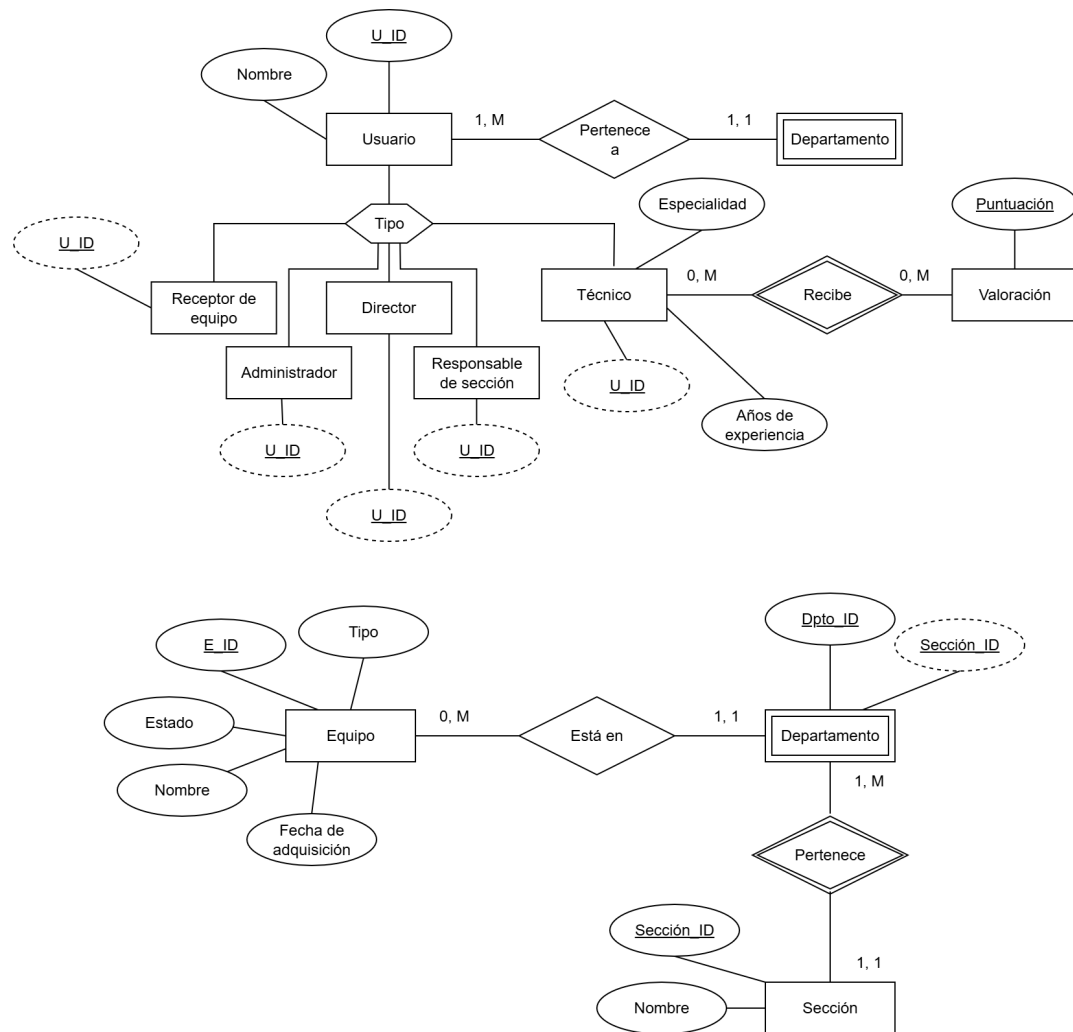 U_ID
Nombre
Usuario
1, M
Pertenece
a
1, 1
Departamento
Especialidad
Puntuación
U_ID
Tipo
Receptor de
equipo
Director
Técnico
0, M
Recibe
0, M
Valoración
Administrador
Responsable
de sección
U_ID
Años de
experiencia
U_ID
U_ID
U_ID
E_ID
Tipo
Dpto_ID
Sección_ID
Estado
Equipo
0, M
Está en
1, 1
Departamento
Nombre
1, M
Fecha de
adquisición
Pertenece
Sección_ID
1, 1
Nombre
Sección